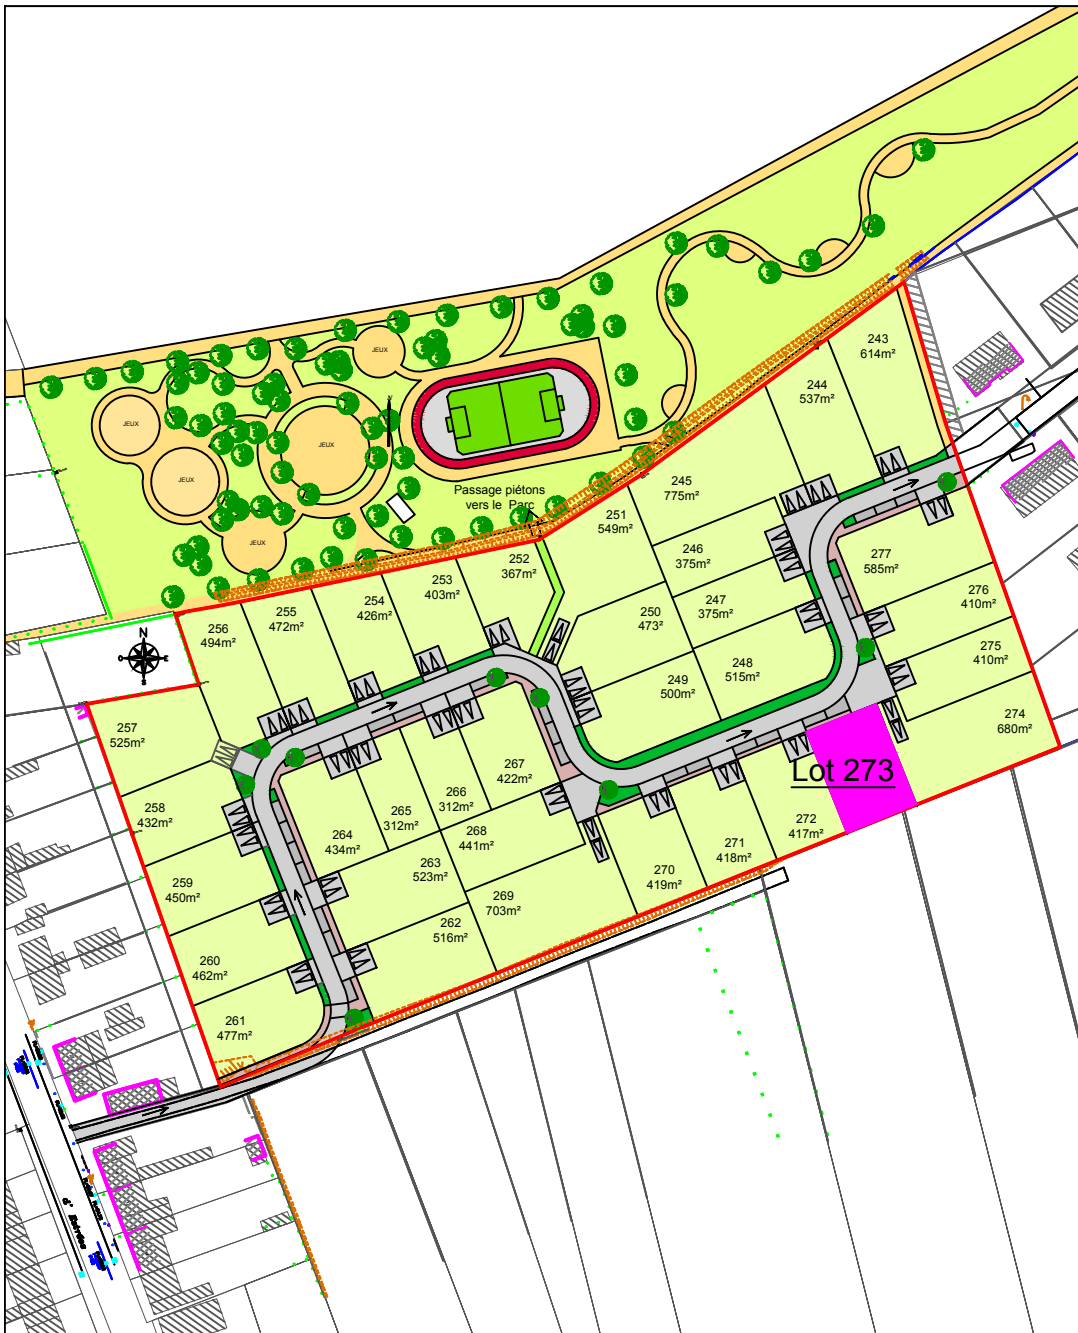 JEUX
JEUX
JEUX
JEUX
JEUX
Passage piétons
vers le Parc
243
614m²
244
537m²
245
775m²
251
549m²
246
375m²
252
367m²
253
403m²
254
426m²
255
472m²
256
494m²
247
375m²
250
473²
277
585m²
276
410m²
275
410m²
248
515m²
249
500m²
274
680m²
N
E
S
257
525m²
258
432m²
259
450m²
260
462m²
261
477m²
267
422m²
266
312m²
265
312m²
264
434m²
268
441m²
263
523m²
269
703m²
262
516m²
270
419m²
271
418m²
272
417m²
Lot 273